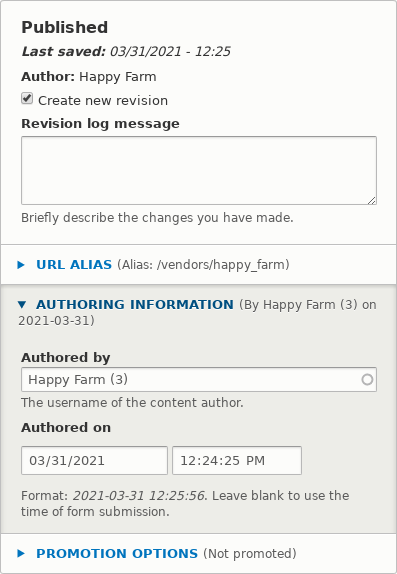 Published
Last saved: 03/31/2021 - 12:25
Author: Happy Farm
Create new revision
Revision log message
Briefly describe the changes you have made.
URL ALIAS (Alias: /vendors/happy_farm)
AUTHORING INFORMATION (By Happy Farm (3) on
2021-03-31)
Authored by
Happy Farm (3)
The username of the content author.
Authored on
03/31/2021 12:24:25 PM
Format: 2021-03-31 12:25:56. Leave blank to use the
time of form submission.
PROMOTION OPTIONS (Not promoted)